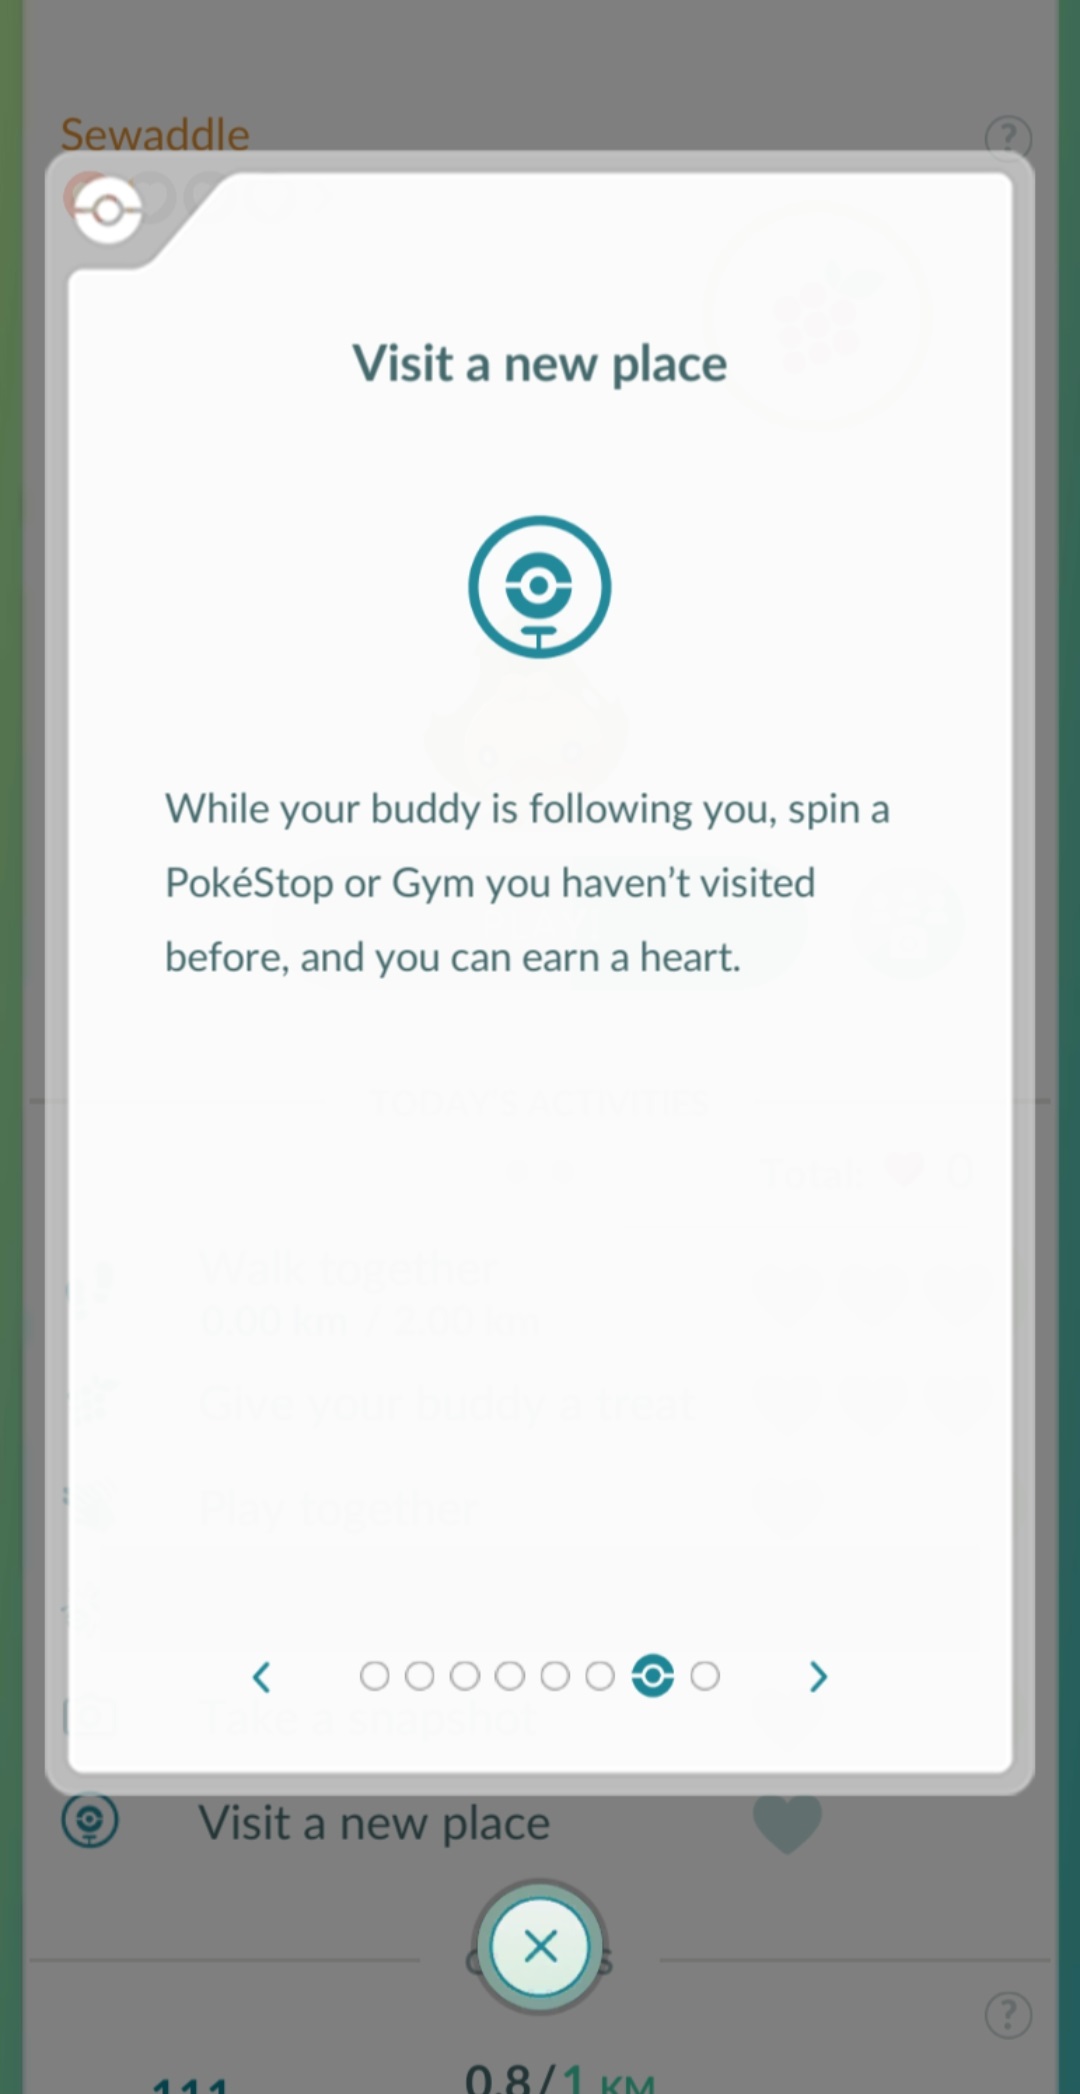 Sewaddle
?
Visit a new place
While your buddy is following you, spin a
PokéStop or Gym you haven't visited
before, and you can earn a heart.
TODAY'S ACTIVITIES
Total: 0
Walk together
0.00 km / 2.00 km
Give your buddy a treat
Play together
Take a snapshot
Visit a new place
?
111
0.8/1 KM